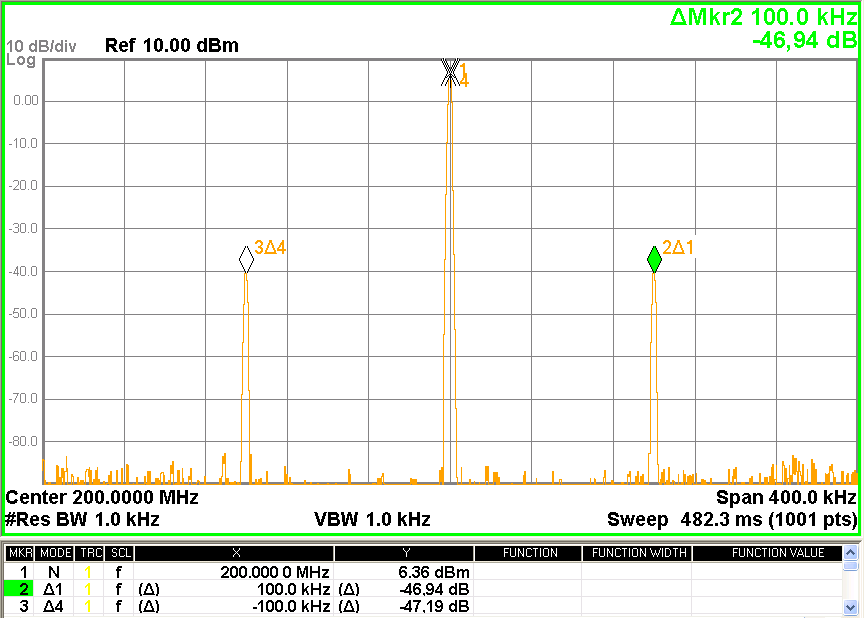 ΔMkr2 100.0 kHz
-46,94 dB
10 dB/div Ref 10.00 dBm
Log
1
4
0.00
-10.0
-20.0
-30.0
3Δ4
2Δ1
-40.0
-50.0
-60.0
-70.0
-80.0
Center 200.0000 MHz Span 400.0 kHz
#Res BW 1.0 kHz VBW 1.0 kHz Sweep 482.3 ms (1001 pts)
MKR MODE TRC SCL X Y FUNCTION FUNCTION WIDTH FUNCTION VALUE
1 N 1 f 200.000 0 MHz 6.36 dBm
2 Δ1 1 f (Δ) 100.0 kHz (Δ) -46,94 dB
3 Δ4 1 f (Δ) -100.0 kHz (Δ) -47,19 dB